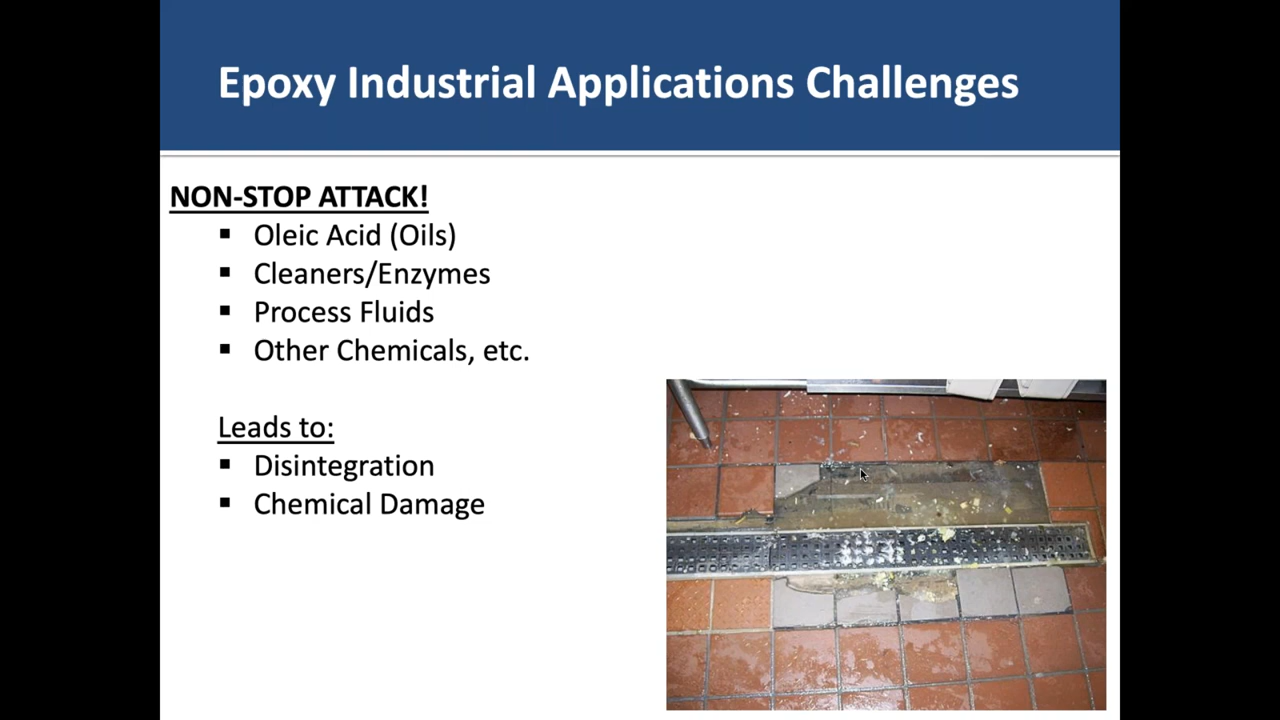 Epoxy Industrial Applications Challenges
NON-STOP ATTACK!
▪ Oleic Acid (Oils)
▪ Cleaners/Enzymes
▪ Process Fluids
▪ Other Chemicals, etc.
Leads to:
▪ Disintegration
▪ Chemical Damage